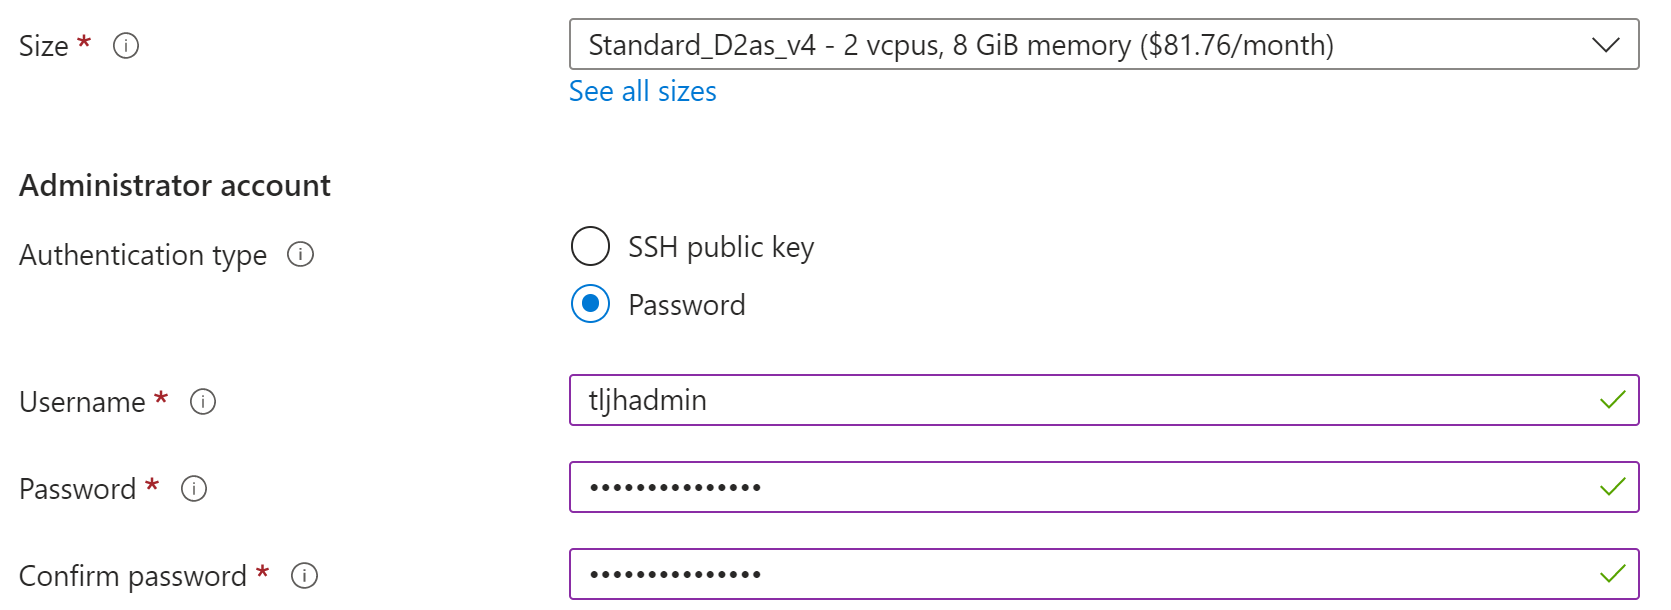 Size *
Standard_D2as_v4 - 2 vcpus, 8 GiB memory ($81.76/month)
See all sizes
Administrator account
Authentication type
SSH public key
Password
Username *
tljhadmin
Password *
•••••••••••••••
Confirm password *
•••••••••••••••